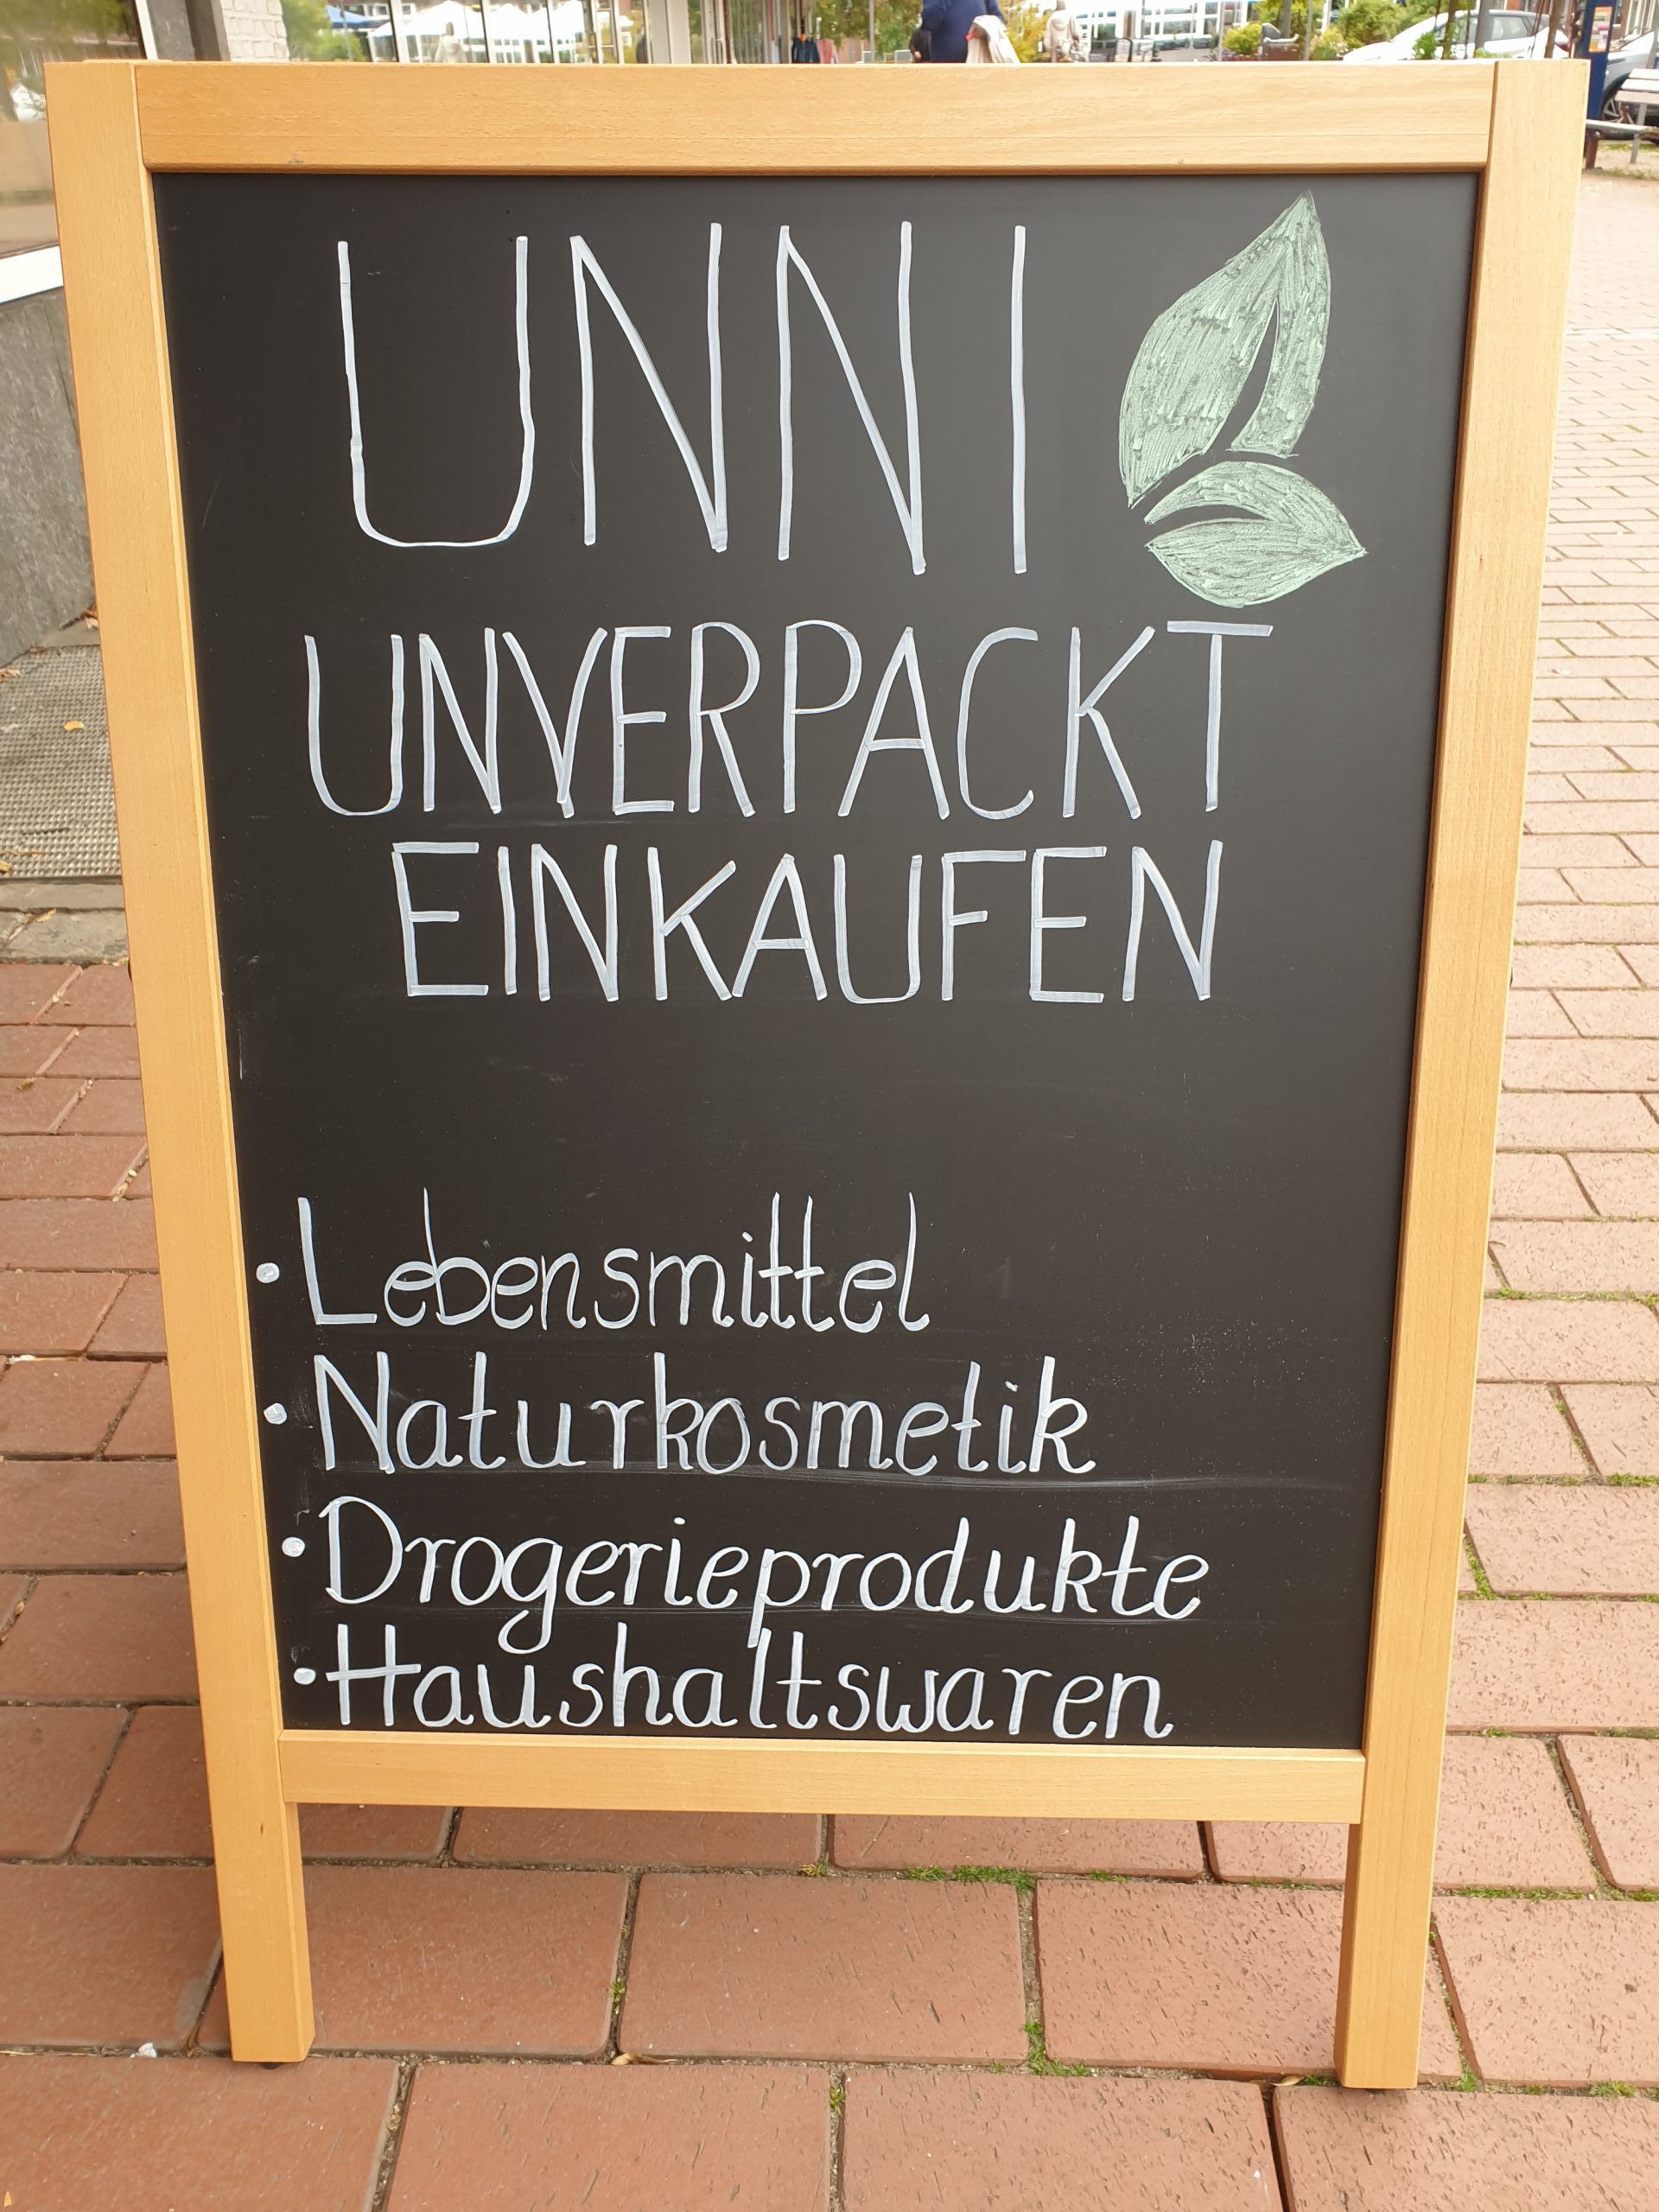 UNNI
UNVERPACKT
EINKAUFEN
• Lebensmittel
• Naturkosmetik
• Drogerieprodukte
• Haushaltswaren